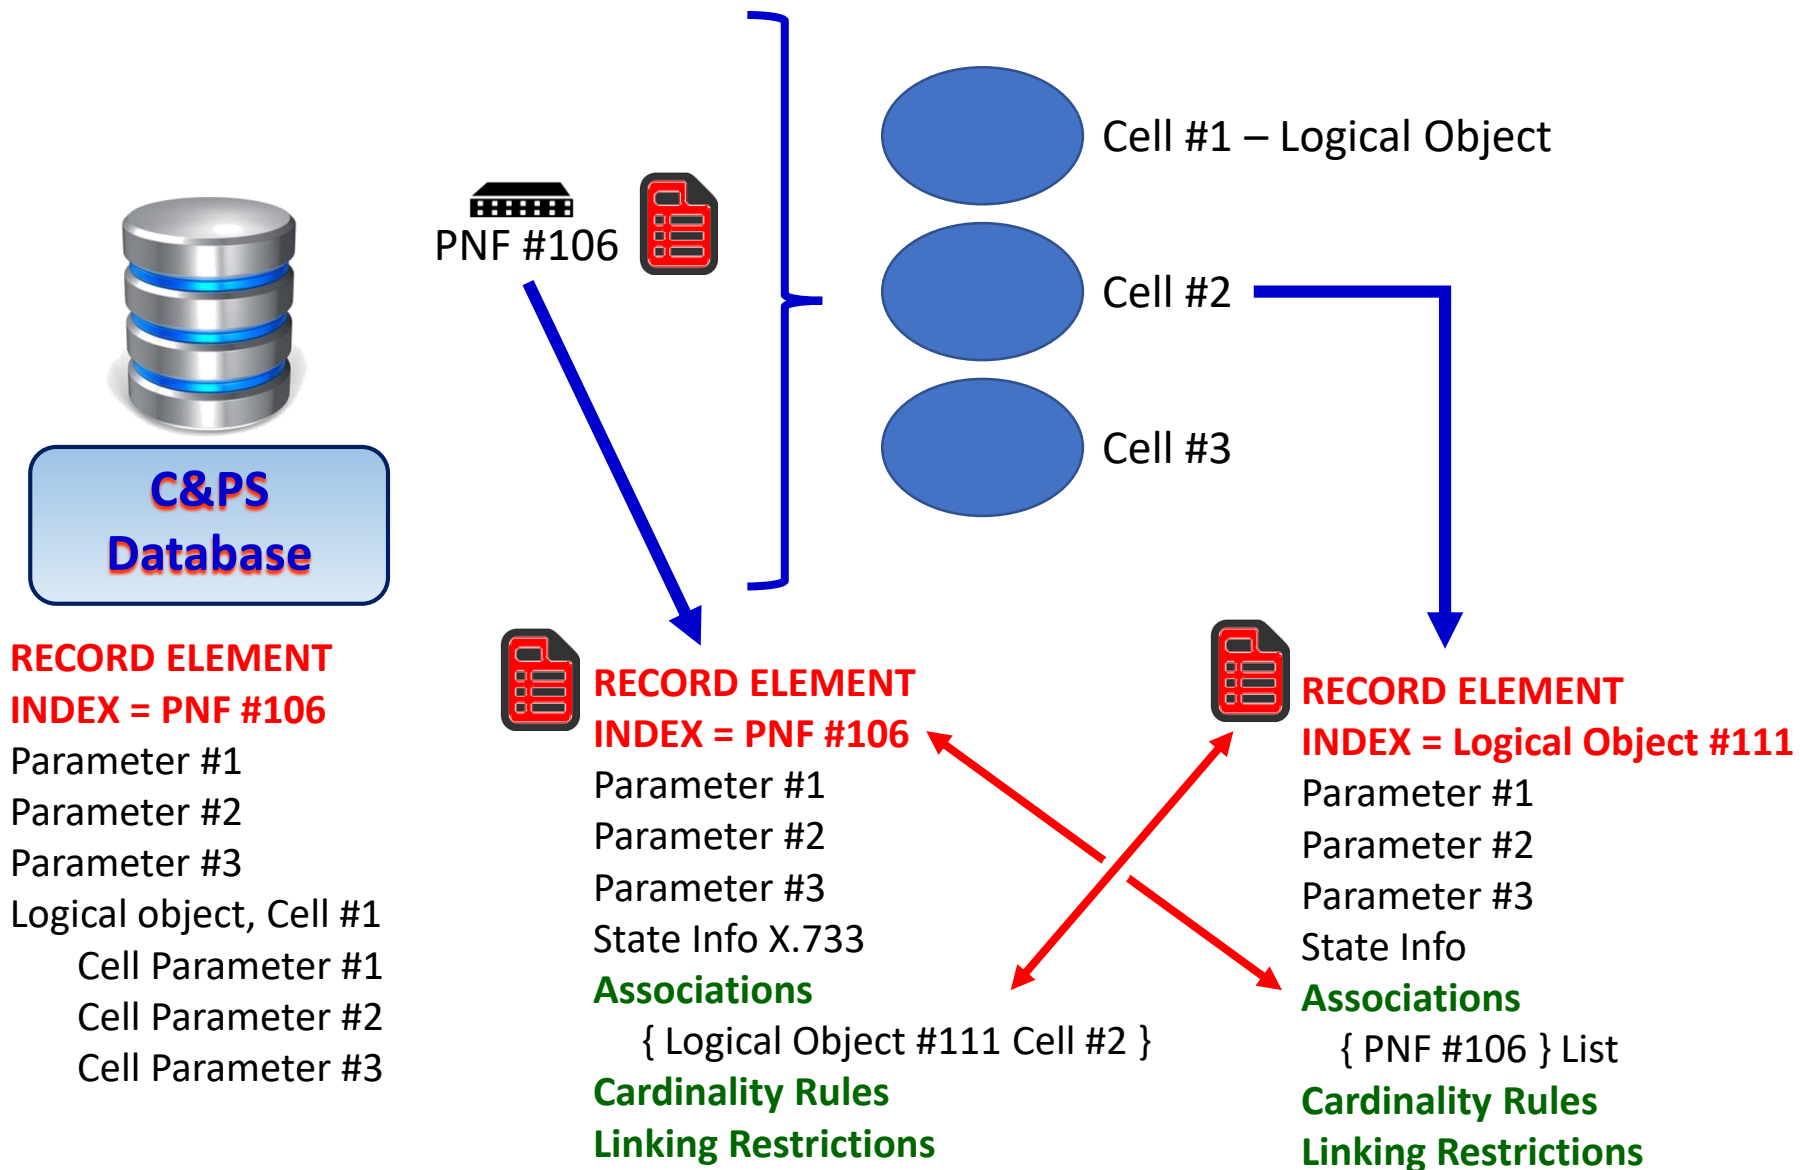 Cell #1 – Logical Object
PNF #106
Cell #2
Cell #3
C&PS
Database
RECORD ELEMENT
INDEX = PNF #106
Parameter #1
Parameter #2
Parameter #3
Logical object, Cell #1
Cell Parameter #1
Cell Parameter #2
Cell Parameter #3
RECORD ELEMENT
INDEX = PNF #106
Parameter #1
Parameter #2
Parameter #3
State Info X.733
Associations
{ Logical Object #111 Cell #2 }
Cardinality Rules
Linking Restrictions
RECORD ELEMENT
INDEX = Logical Object #111
Parameter #1
Parameter #2
Parameter #3
State Info
Associations
{ PNF #106 } List
Cardinality Rules
Linking Restrictions